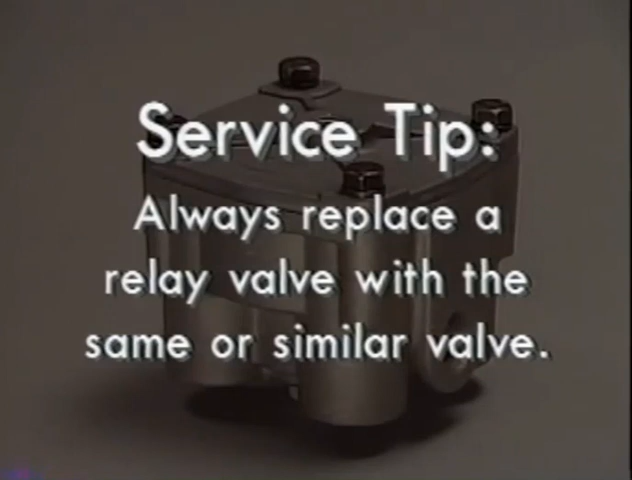 Service Tip:
Always replace a
relay valve with the
same or similar valve.